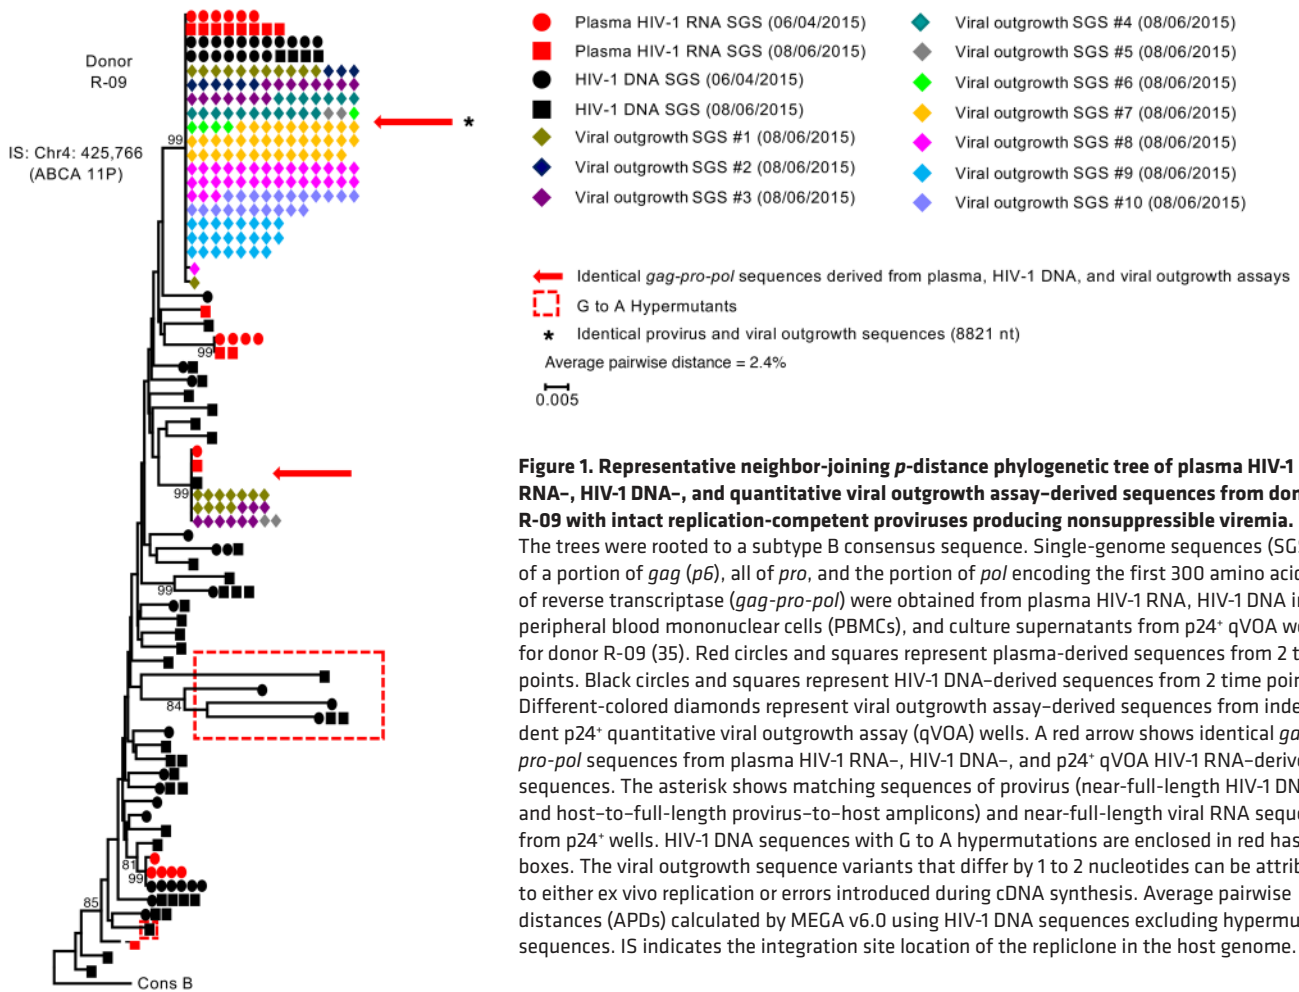 Donor
R-09
IS: Chr4: 425,766
(ABCA 11P)
99
99
99
99
84
81
99
85
Cons B
Plasma HIV-1 RNA SGS (06/04/2015)
Plasma HIV-1 RNA SGS (08/06/2015)
HIV-1 DNA SGS (06/04/2015)
HIV-1 DNA SGS (08/06/2015)
Viral outgrowth SGS #1 (08/06/2015)
Viral outgrowth SGS #2 (08/06/2015)
Viral outgrowth SGS #3 (08/06/2015)
Viral outgrowth SGS #4 (08/06/2015)
Viral outgrowth SGS #5 (08/06/2015)
Viral outgrowth SGS #6 (08/06/2015)
Viral outgrowth SGS #7 (08/06/2015)
Viral outgrowth SGS #8 (08/06/2015)
Viral outgrowth SGS #9 (08/06/2015)
Viral outgrowth SGS #10 (08/06/2015)
*
Identical gag-pro-pol sequences derived from plasma, HIV-1 DNA, and viral outgrowth assays
G to A Hypermutants
* Identical provirus and viral outgrowth sequences (8821 nt)
Average pairwise distance = 2.4%
0.005
Figure 1. Representative neighbor-joining p-distance phylogenetic tree of plasma HIV-1
RNA–, HIV-1 DNA–, and quantitative viral outgrowth assay–derived sequences from don
R-09 with intact replication-competent proviruses producing nonsuppressible viremia.
The trees were rooted to a subtype B consensus sequence. Single-genome sequences (SGS
of a portion of gag (p6), all of pro, and the portion of pol encoding the first 300 amino acid
of reverse transcriptase (gag-pro-pol) were obtained from plasma HIV-1 RNA, HIV-1 DNA in
peripheral blood mononuclear cells (PBMCs), and culture supernatants from p24⁺ qVOA we
for donor R-09 (35). Red circles and squares represent plasma-derived sequences from 2 t
points. Black circles and squares represent HIV-1 DNA–derived sequences from 2 time poin
Different-colored diamonds represent viral outgrowth assay–derived sequences from inde
dent p24⁺ quantitative viral outgrowth assay (qVOA) wells. A red arrow shows identical ga
pro-pol sequences from plasma HIV-1 RNA–, HIV-1 DNA–, and p24⁺ qVOA HIV-1 RNA–derive
sequences. The asterisk shows matching sequences of provirus (near-full-length HIV-1 DN
and host–to–full-length provirus–to–host amplicons) and near-full-length viral RNA seque
from p24⁺ wells. HIV-1 DNA sequences with G to A hypermutations are enclosed in red has
boxes. The viral outgrowth sequence variants that differ by 1 to 2 nucleotides can be attrib
to either ex vivo replication or errors introduced during cDNA synthesis. Average pairwise
distances (APDs) calculated by MEGA v6.0 using HIV-1 DNA sequences excluding hypermu
sequences. IS indicates the integration site location of the repliclone in the host genome.